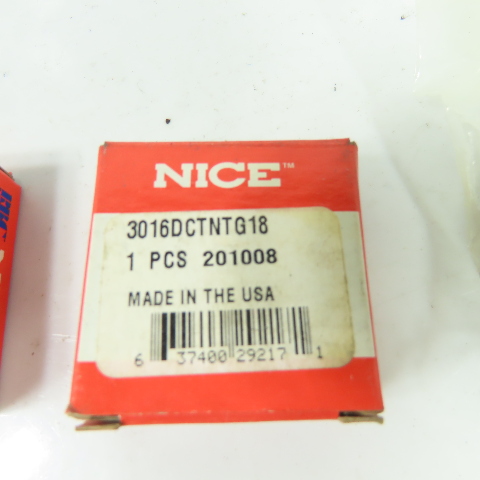 NICE™
3016DCTNTG18
1 PCS 201008
MADE IN THE USA
6 37400 29217 1